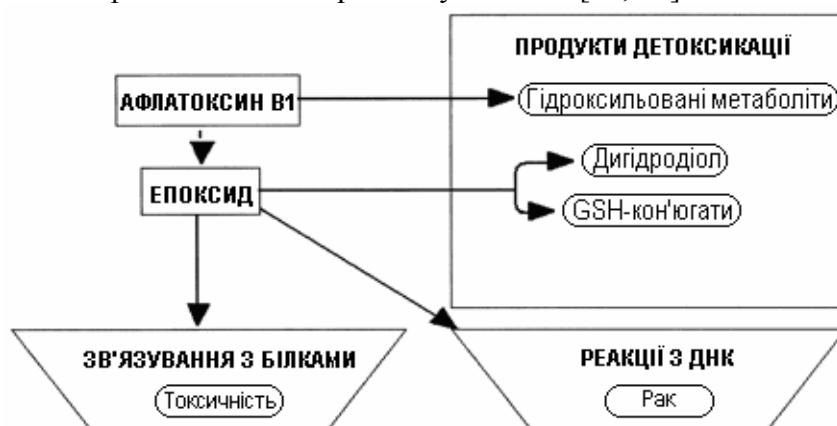 ПРОДУКТИ ДЕТОКСИКАЦІЇ
АФЛАТОКСИН В1
Гідроксильовані метаболіти
Дигідродіол
ЕПОКСИД
GSH-кон'югати
ЗВ'ЯЗУВАННЯ З БІЛКАМИ
Токсичність
РЕАКЦІЇ З ДНК
Рак